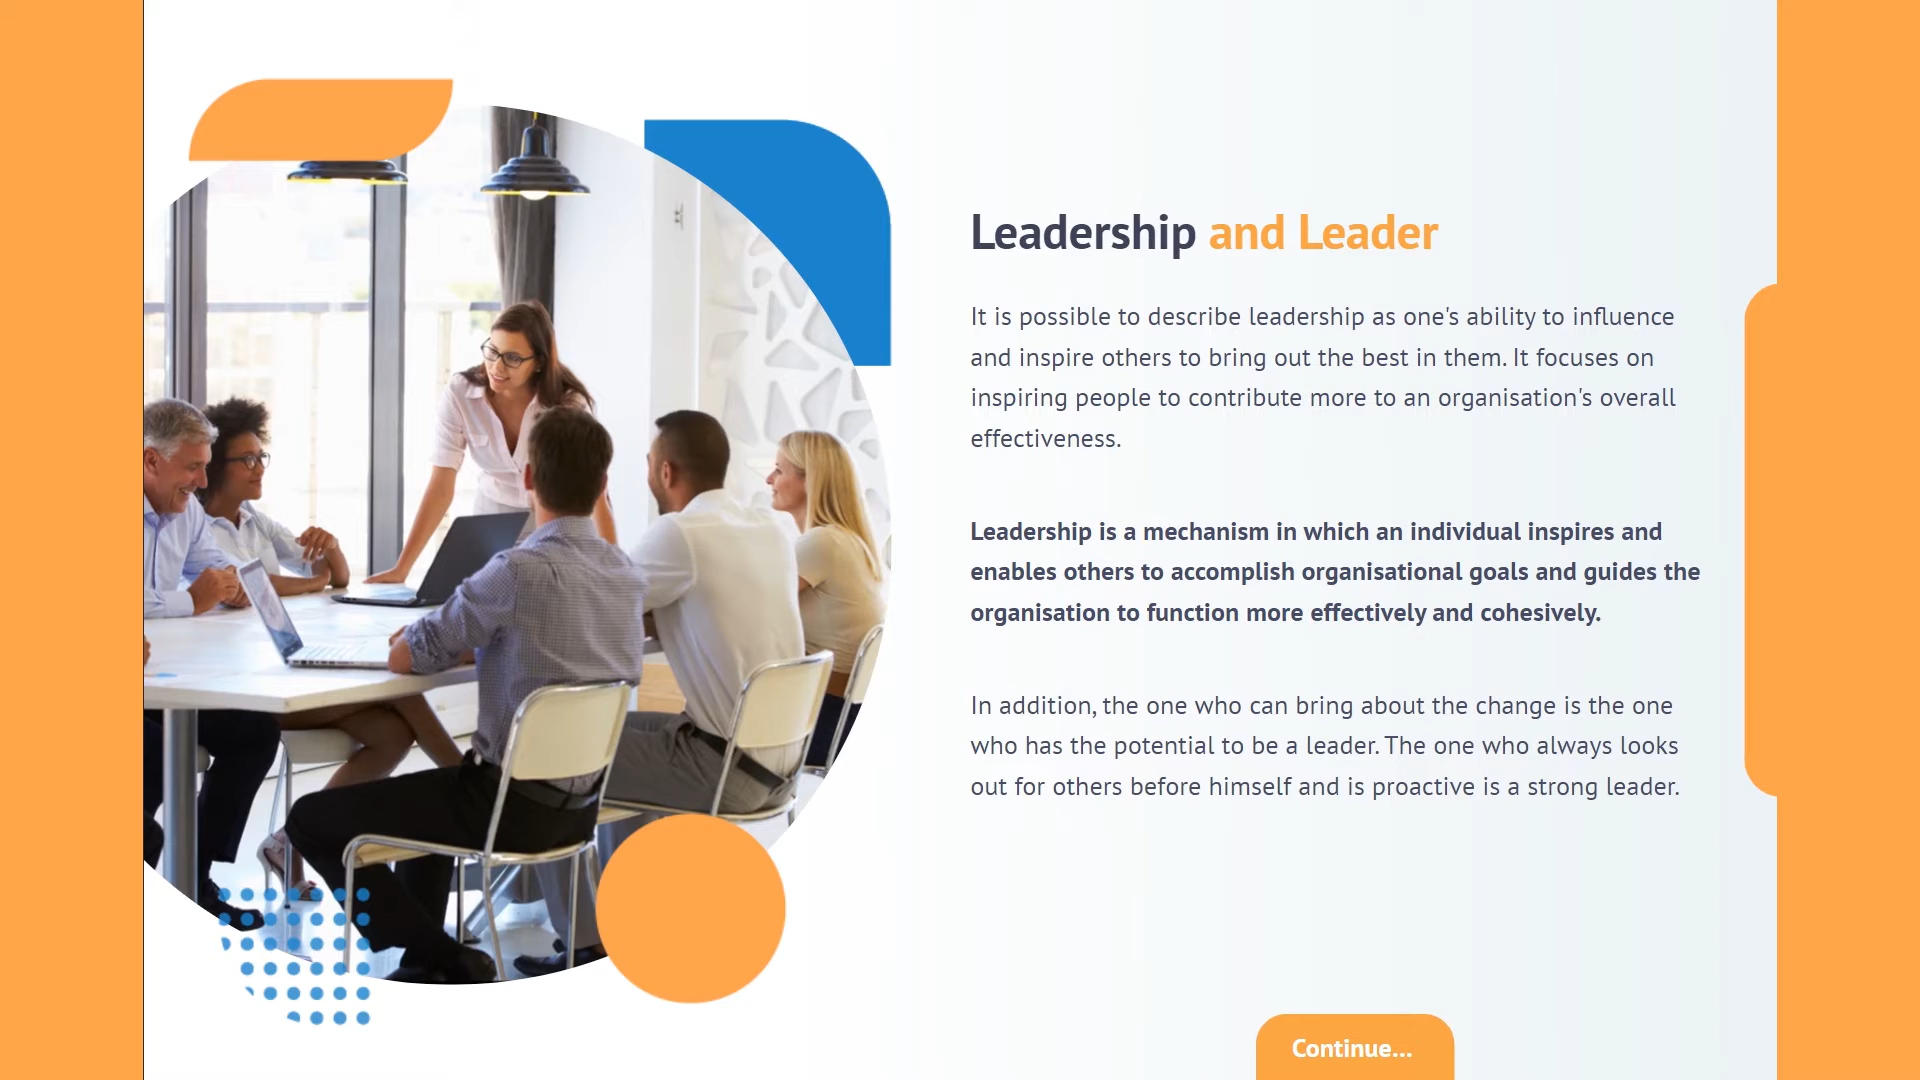 Leadership and Leader
It is possible to describe leadership as one's ability to influence
and inspire others to bring out the best in them. It focuses on
inspiring people to contribute more to an organisation's overall
effectiveness.
Leadership is a mechanism in which an individual inspires and
enables others to accomplish organisational goals and guides the
organisation to function more effectively and cohesively.
In addition, the one who can bring about the change is the one
who has the potential to be a leader. The one who always looks
out for others before himself and is proactive is a strong leader.
Continue...